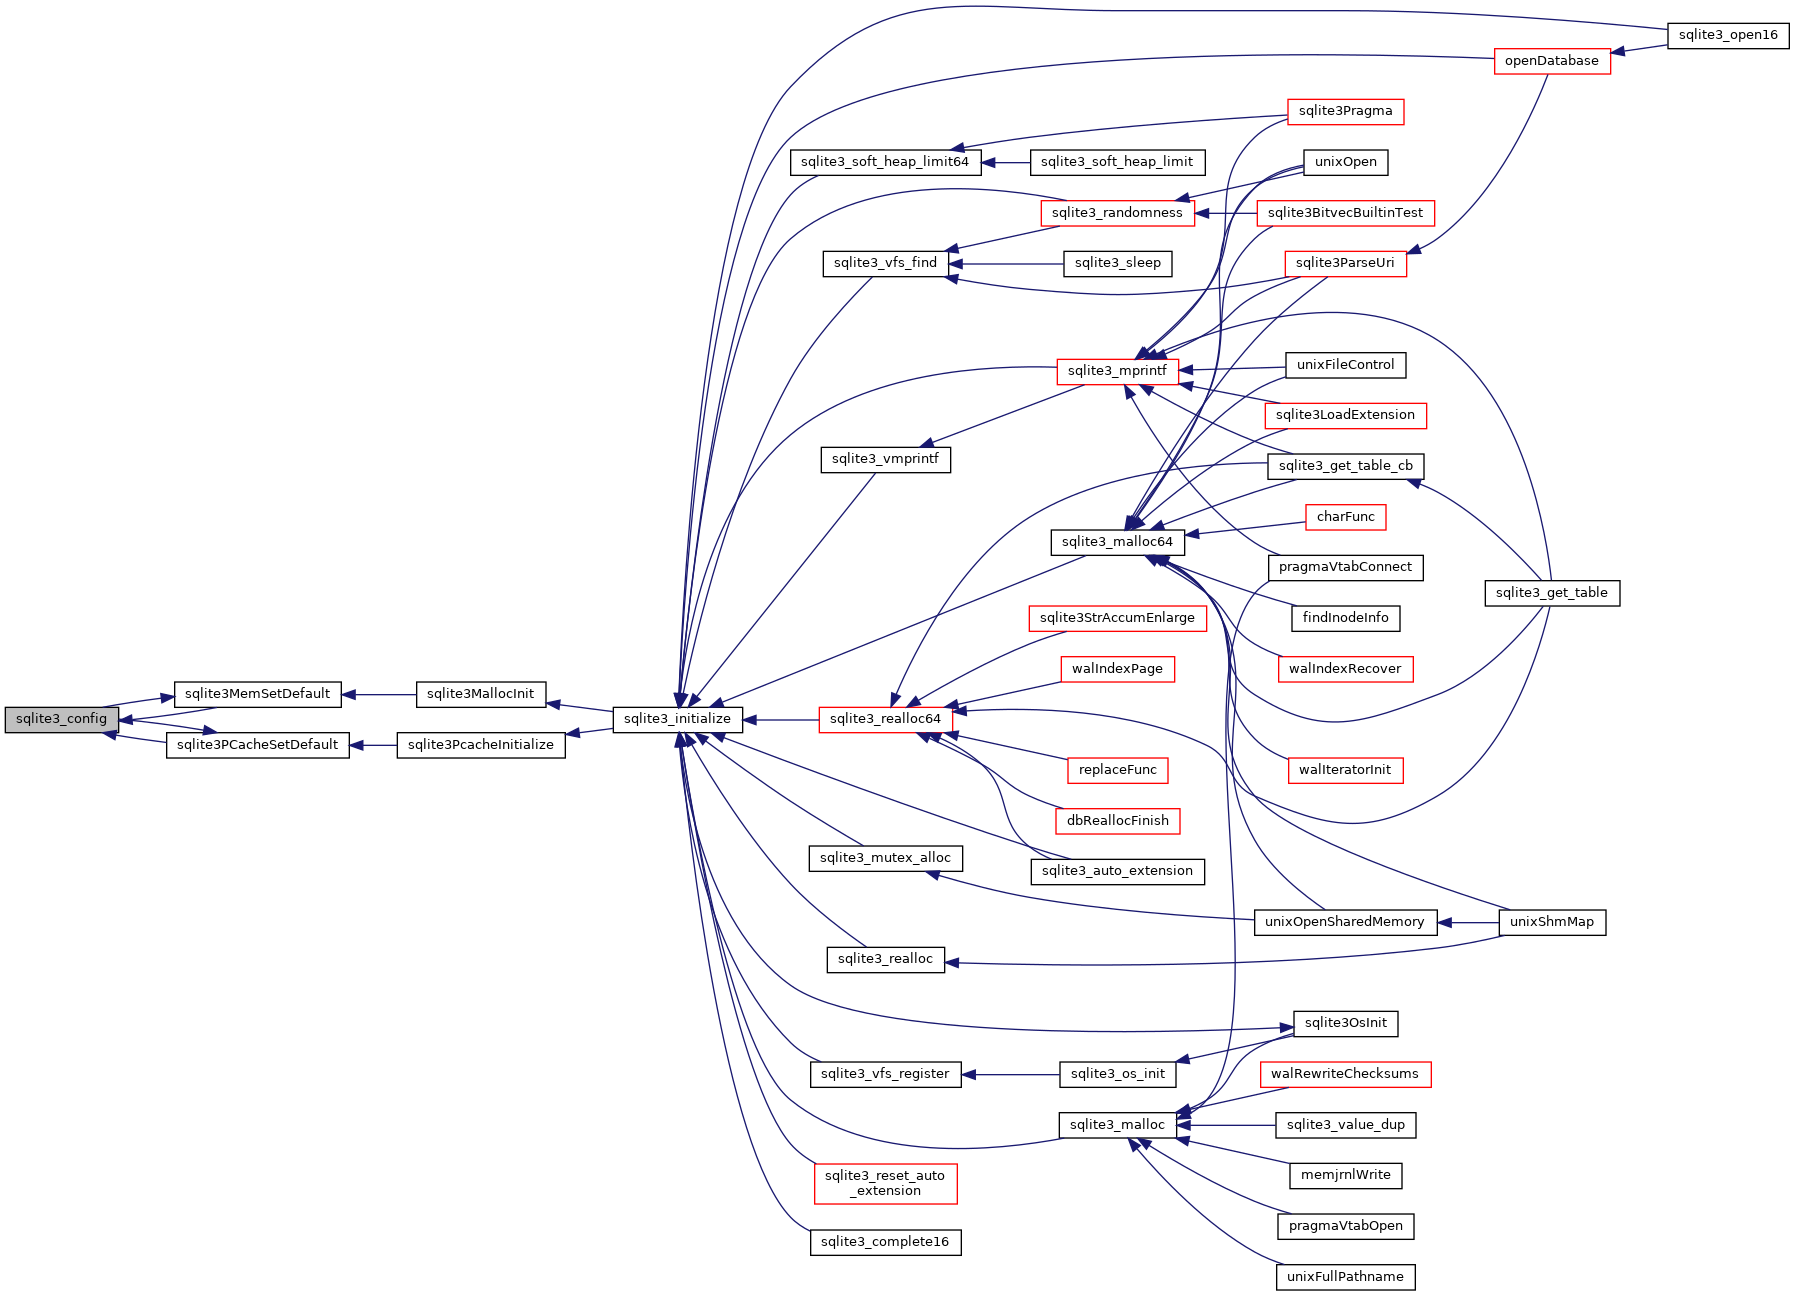 sqlite3_open16
openDatabase
sqlite3Pragma
sqlite3_soft_heap_limit64
sqlite3_soft_heap_limit
unixOpen
sqlite3_randomness
sqlite3BitvecBuiltinTest
sqlite3_vfs_find
sqlite3_sleep
sqlite3ParseUri
sqlite3_mprintf
unixFileControl
sqlite3LoadExtension
sqlite3_vmprintf
sqlite3_get_table_cb
charFunc
sqlite3_malloc64
pragmaVtabConnect
sqlite3_get_table
sqlite3StrAccumEnlarge
findInodeInfo
walIndexPage
walIndexRecover
sqlite3MemSetDefault
sqlite3MallocInit
sqlite3_config
sqlite3_initialize
sqlite3_realloc64
sqlite3PCacheSetDefault
sqlite3PcacheInitialize
replaceFunc
walIteratorInit
dbReallocFinish
sqlite3_mutex_alloc
sqlite3_auto_extension
unixOpenSharedMemory
unixShmMap
sqlite3_realloc
sqlite3OsInit
sqlite3_vfs_register
sqlite3_os_init
walRewriteChecksums
sqlite3_malloc
sqlite3_value_dup
sqlite3_reset_auto
_extension
memjrnlWrite
pragmaVtabOpen
sqlite3_complete16
unixFullPathname